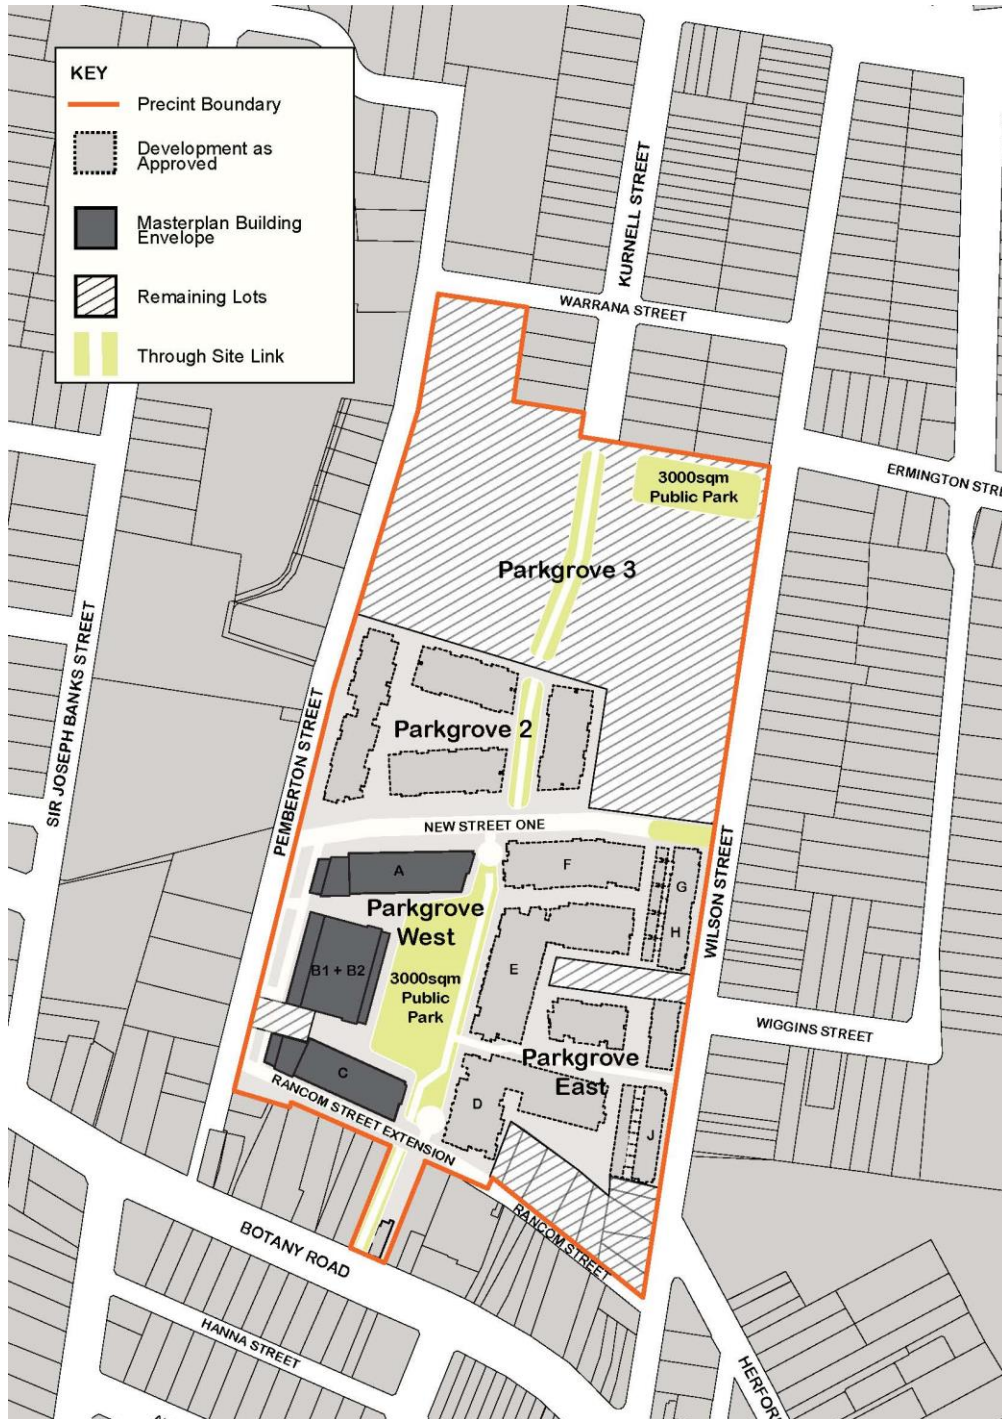 KEY
Precint Boundary
Development as
Approved
Masterplan Building
Envelope
Remaining Lots
Through Site Link
KURNELL STREET
WARRANA STREET
ERMINGTON STRE
3000sqm
Public Park
Parkgrove 3
SIR JOSEPH BANKS STREET
PEMBERTON STREET
Parkgrove 2
NEW STREET ONE
WILSON STREET
A
F
G
H
Parkgrove
West
B1 + B2
E
3000sqm
Public
Park
WIGGINS STREET
Parkgrove
East
C
D
J
RANCOM STREET EXTENSION
RANCOM STREET
BOTANY ROAD
HANNA STREET
HERFOR